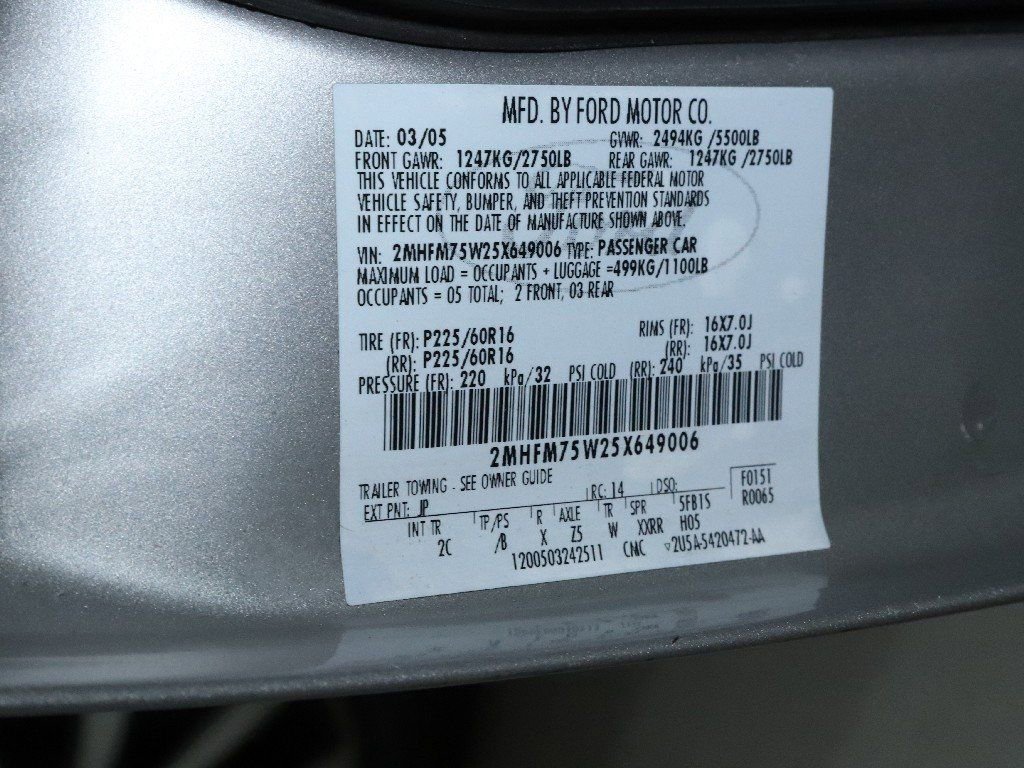 MFD. BY FORD MOTOR CO.
DATE: 03/05 GVWR: 2494KG /5500LB
FRONT GAWR: 1247KG/2750LB REAR GAWR: 1247KG /2750LB
THIS VEHICLE CONFORMS TO ALL APPLICABLE FEDERAL MOTOR
VEHICLE SAFETY, BUMPER, AND THEFT PREVENTION STANDARDS
IN EFFECT ON THE DATE OF MANUFACTURE SHOWN ABOVE.
VIN: 2MHFM75W25X649006 TYPE: PASSENGER CAR
MAXIMUM LOAD = OCCUPANTS + LUGGAGE =499KG/1100LB
OCCUPANTS = 05 TOTAL; 2 FRONT, 03 REAR
TIRE (FR): P225/60R16 RIMS (FR): 16X7.0J
(RR): P225/60R16 (RR): 16X7.0J
PRESSURE (FR): 220 kPa/32 PSI COLD (RR): 240 kPa/35 PSI COLD
2MHFM75W25X649006
TRAILER TOWING - SEE OWNER GUIDE
EXT PNT: JP RC: 14 DSO: F0151
INT TR TP/PS R AXLE TR SPR 5FB1S R0065
2C /B X Z5 W XXRR H05
1200503242511 CMC ▽2U5A-5420472-AA